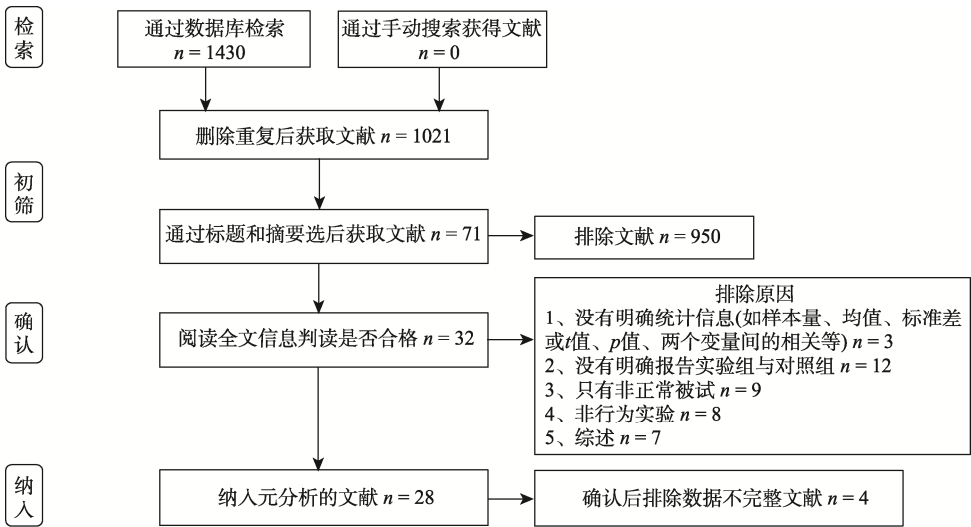 检索
通过数据库检索
n = 1430
通过手动搜索获得文献
n = 0
删除重复后获取文献 n = 1021
初筛
通过标题和摘要选后获取文献 n = 71
排除文献 n = 950
确认
阅读全文信息判读是否合格 n = 32
排除原因
1、没有明确统计信息(如样本量、均值、标准差
或t值、p值、两个变量间的相关等) n = 3
2、没有明确报告实验组与对照组 n = 12
3、只有非正常被试 n = 9
4、非行为实验 n = 8
5、综述 n = 7
纳入
纳入元分析的文献 n = 28
确认后排除数据不完整文献 n = 4